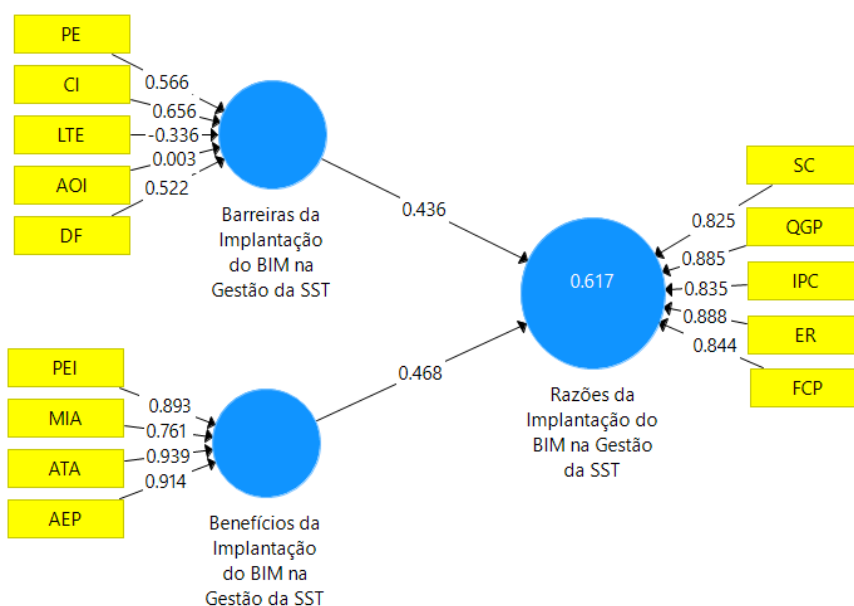 PE
CI
LTE
AOI
DF
0.566
0.656
-0.336
0.003
0.522
Barreiras da
Implantação
do BIM na
Gestão da SST
0.436
PEI
MIA
ATA
AEP
0.893
0.761
0.939
0.914
Benefícios da
Implantação
do BIM na
Gestão da SST
0.468
0.617
Razões da
Implantação do
BIM na Gestão
da SST
0.825
0.885
0.835
0.888
0.844
SC
QGP
IPC
ER
FCP